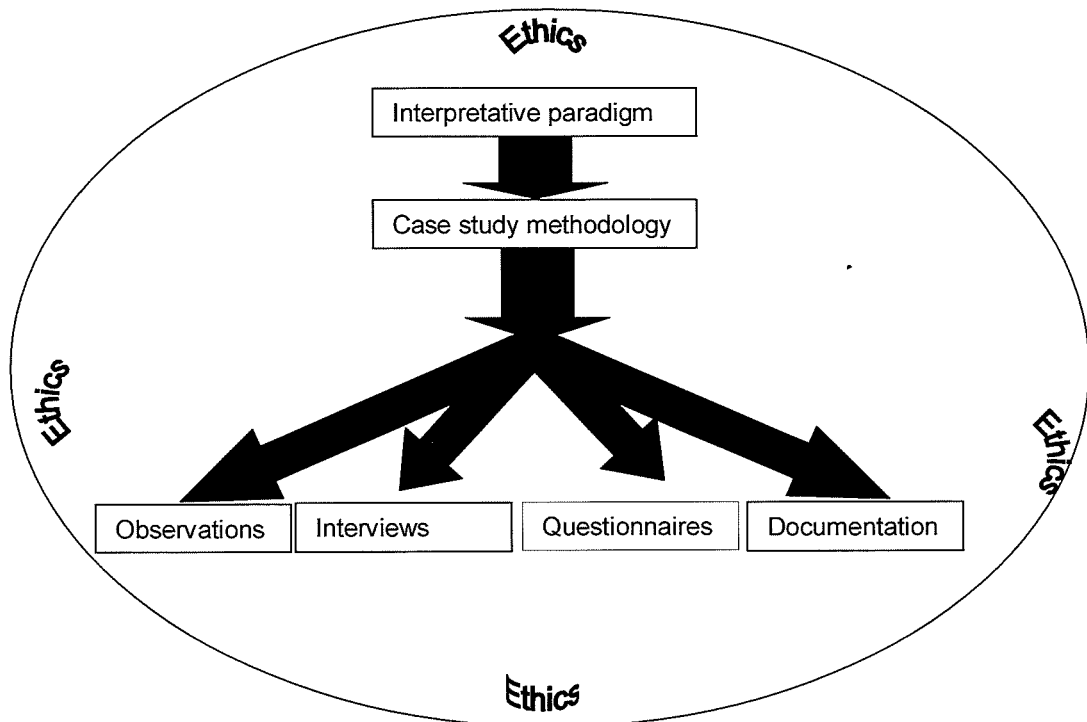 Ethics
Interpretative paradigm
Case study methodology
Ethics
Ethics
Observations
Interviews
Questionnaires
Documentation
Ethics